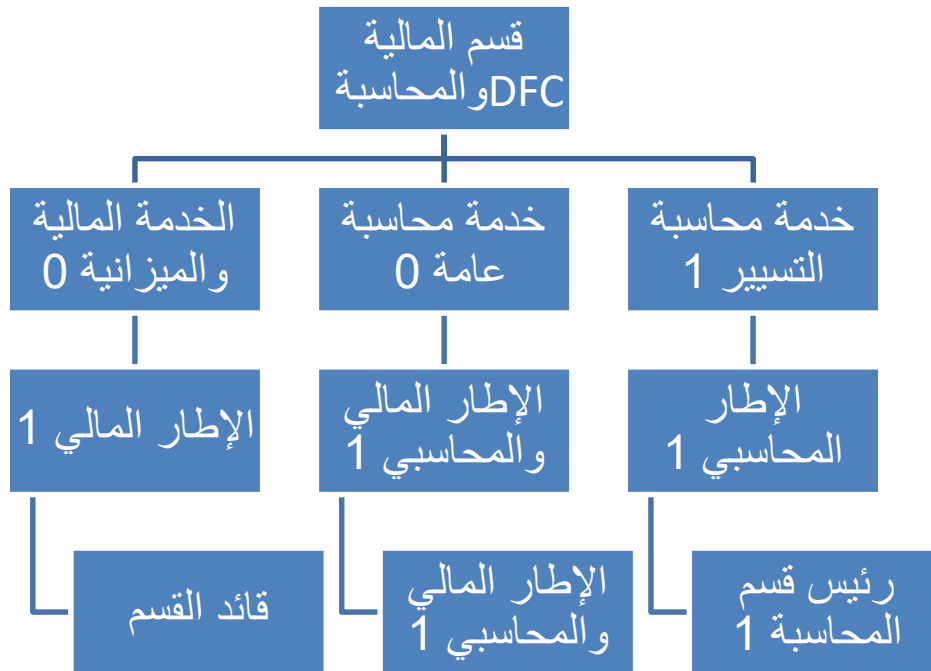 قسم المالية
والمحاسبةDFC
خدمة محاسبة
التسيير 1
خدمة محاسبة
عامة 0
الخدمة المالية
والميزانية 0
الإطار
المحاسبي 1
الإطار المالي
والمحاسبي 1
الإطار المالي 1
رئيس قسم
المحاسبة 1
الإطار المالي
والمحاسبي 1
قائد القسم